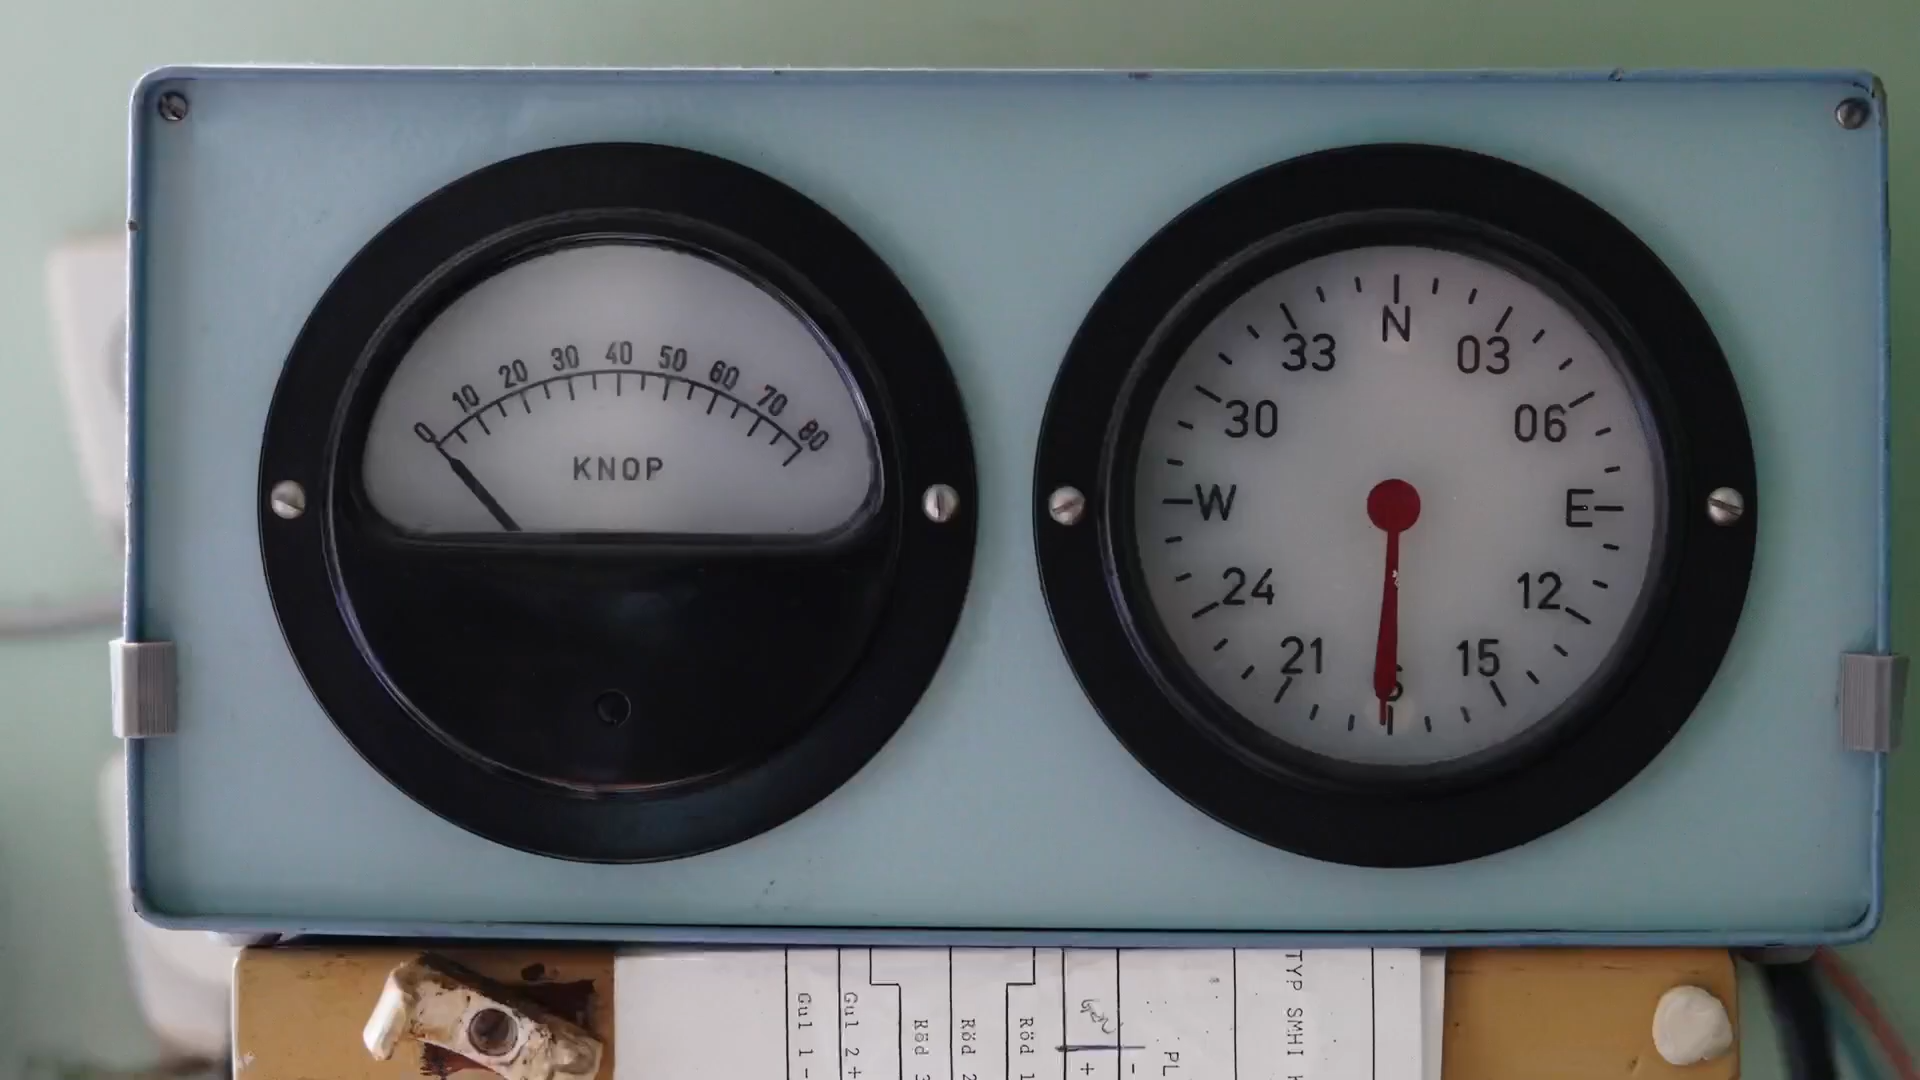 0 10 20 30 40 50 60 70 80
KNOP
N
33 03
30 06
W E
24 12
21 15
S
Gul 1 -
Gul 2 +
Röd 3
Röd 2
Röd 1
+
-
PL
TYP SMHI